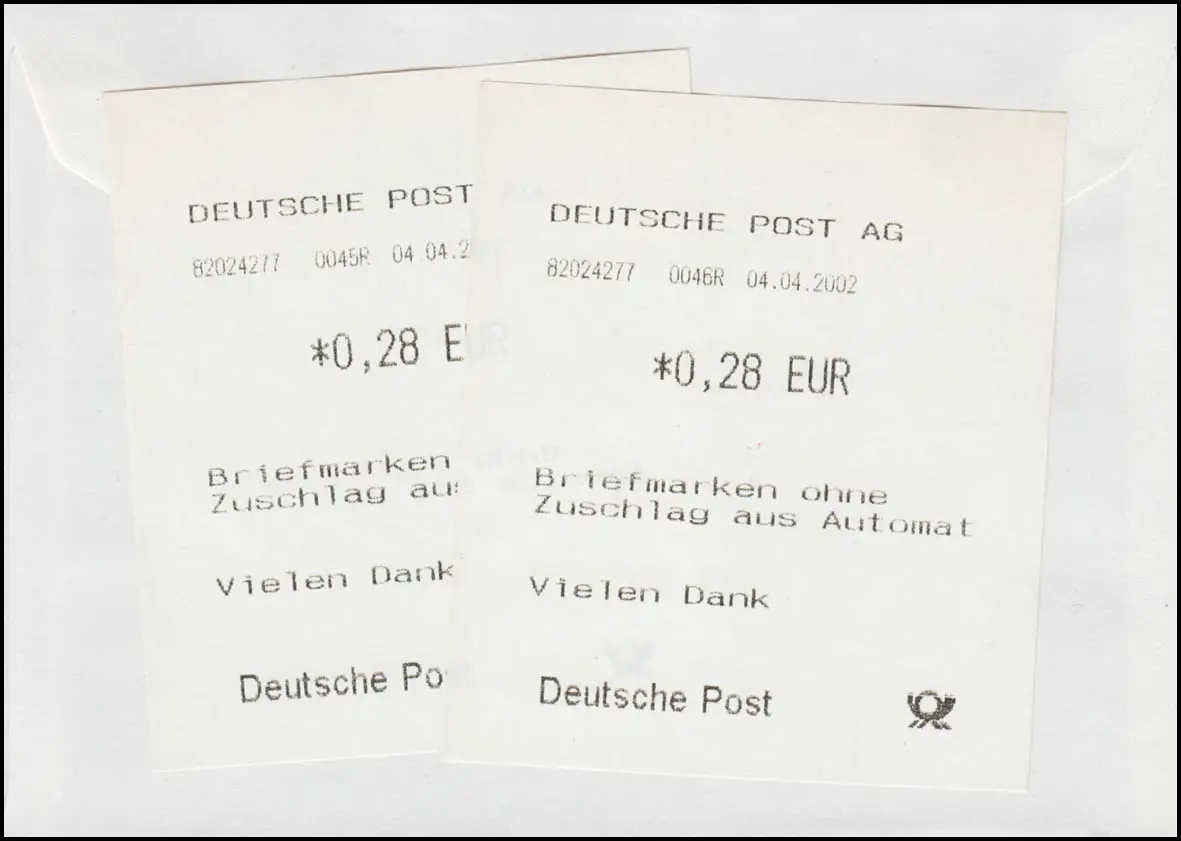 DEUTSCHE POST
82024277 0045R 04.04.2
*0,28 E
Briefmarken
Zuschlag aus
Vielen Dank
Deutsche Po
DEUTSCHE POST AG
82024277 0046R 04.04.2002
*0,28 EUR
Briefmarken ohne
Zuschlag aus Automat
Vielen Dank
Deutsche Post